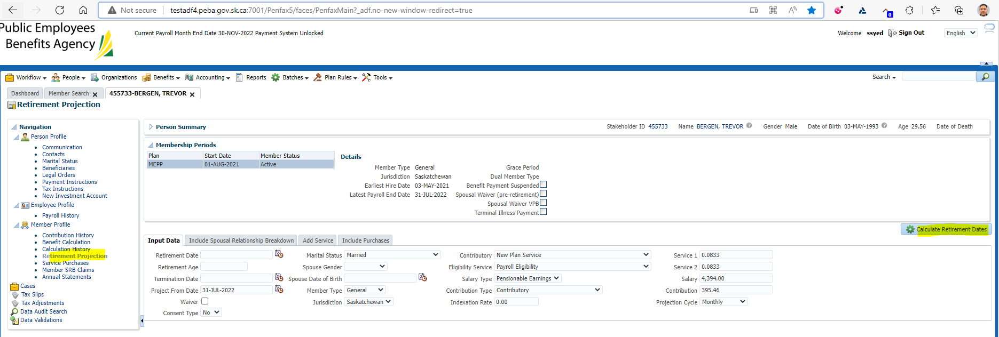 Not secure testadf4.peba.gov.sk.ca:7001/Penfax5/faces/PenfaxMain?_adf.no-new-window-redirect=true
0
Public Employees
Benefits Agency
Current Payroll Month End Date 30-NOV-2022 Payment System Unlocked
Welcome ssyed Sign Out English
Workflow People Organizations Benefits Accounting Reports Batches Plan Rules Tools Search
Dashboard Member Search 455733-BERGEN, TREVOR
Retirement Projection
Navigation
Person Profile
Communication
Contacts
Marital Status
Beneficiaries
Legal Orders
Payment Instructions
Tax Instructions
New Investment Account
Employee Profile
Payroll History
Member Profile
Contribution History
Benefit Calculation
Calculation History
Retirement Projection
Service Purchases
Member SRB Claims
Annual Statements
Cases
Tax Slips
Tax Adjustments
Data Audit Search
Data Validations
Person Summary Stakeholder ID 455733 Name BERGEN, TREVOR Gender Male Date of Birth 03-MAY-1993 Age 29.56 Date of Death
Membership Periods
Plan Start Date Member Status
MEPP 01-AUG-2021 Active
Details
Member Type General Grace Period
Jurisdiction Saskatchewan Dual Member Type
Earliest Hire Date 03-MAY-2021 Benefit Payment Suspended
Latest Payroll End Date 31-JUL-2022 Spousal Waiver (pre-retirement)
Spousal Waiver VPB
Terminal Illness Payment
Calculate Retirement Dates
Input Data Include Spousal Relationship Breakdown Add Service Include Purchases
Retirement Date Marital Status Married Contributory New Plan Service Service 1 0.0833
Retirement Age Spouse Gender Eligibility Service Payroll Eligibility Service 2 0.0833
Termination Date Spouse Date of Birth Salary Type Pensionable Earnings Salary 4,394.00
Project From Date 31-JUL-2022 Member Type General Contribution Type Contributory Contribution 395.46
Waiver Jurisdiction Saskatchewan Indexation Rate 0.00 Projection Cycle Monthly
Consent Type No